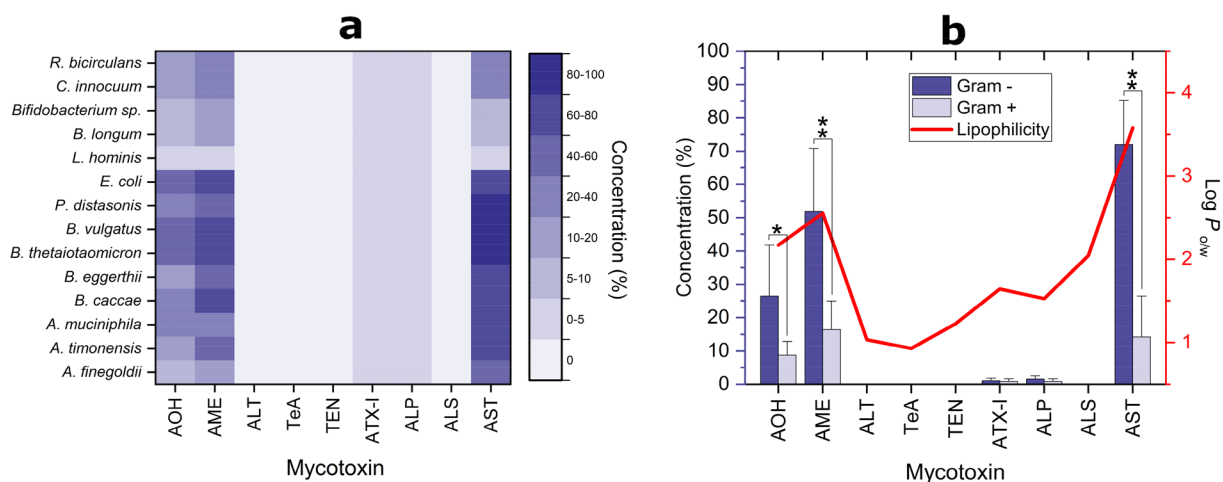 a
R. bicirculans
C. innocuum
Bifidobacterium sp.
B. longum
L. hominis
E. coli
P. distasonis
B. vulgatus
B. thetaiotaomicron
B. eggerthii
B. caccae
A. muciniphila
A. timonensis
A. finegoldii
AOH AME ALT TeA TEN ATX-I ALP ALS AST
Mycotoxin
80-100
60-80
40-60
20-40
10-20
5-10
0-5
0
Concentration (%)
b
Concentration (%)
100
90
80
70
60
50
40
30
20
10
0
Gram -
Gram +
Lipophilicity
*
**
**
4
3
2
1
Log P o/w
AOH AME ALT TeA TEN ATX-I ALP ALS AST
Mycotoxin